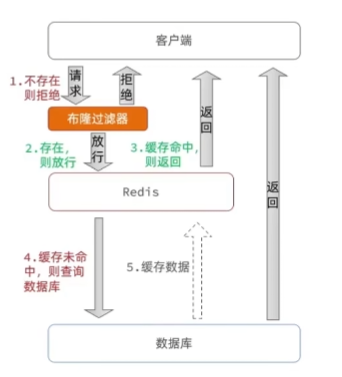 客户端
1.不存在
则拒绝
请求
拒绝
布隆过滤器
2.存在,
则放行
放行
3.缓存命中,
则返回
返回
Redis
返回
4.缓存未命
中，则查询
数据库
5.缓存数据
数据库